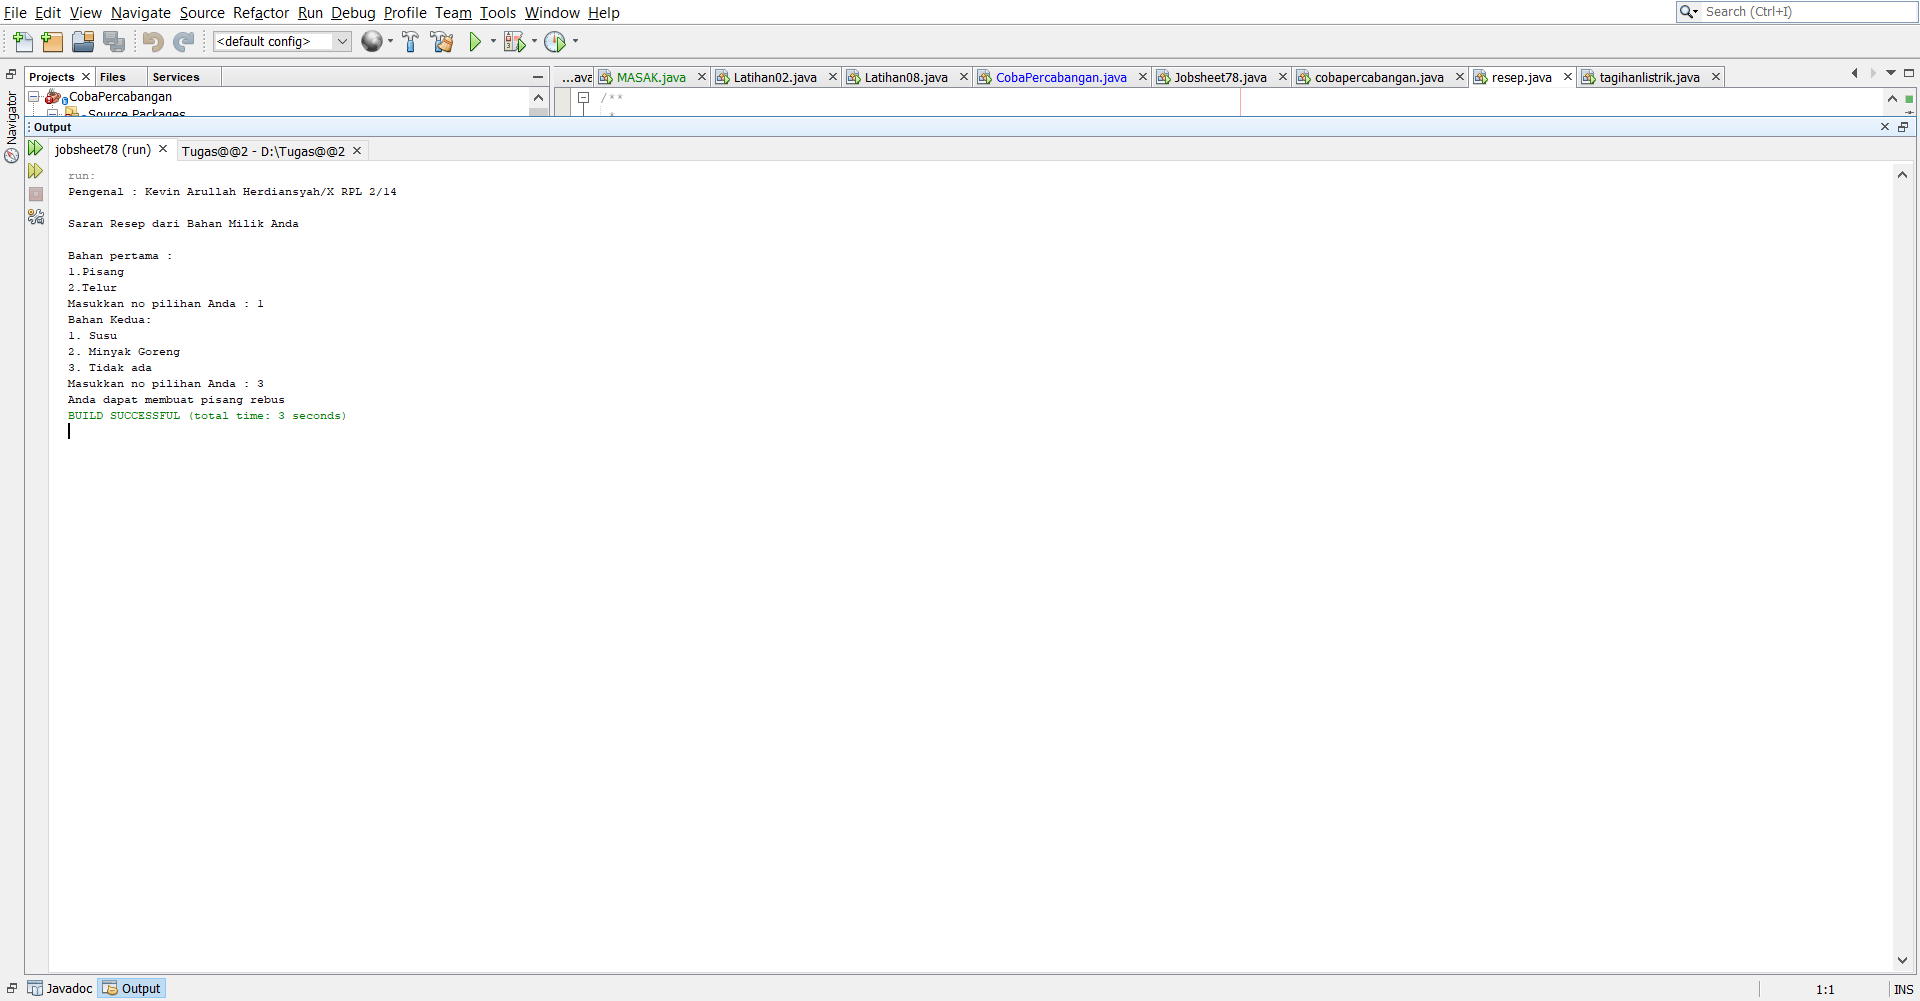 File Edit View Navigate Source Refactor Run Debug Profile Team Tools Window Help
Search (Ctrl+I)
<default config>
Projects Files Services
...ava MASAK.java Latihan02.java Latihan08.java CobaPercabangan.java Jobsheet78.java cobapercabangan.java resep.java tagihanlistrik.java
Navigator
CobaPercabangan
/**
Source Packages
*
Output
jobsheet78 (run) Tugas@@2 - D:\Tugas@@2
run:
Pengenal : Kevin Arullah Herdiansyah/X RPL 2/14
Saran Resep dari Bahan Milik Anda
Bahan pertama :
1.Pisang
2.Telur
Masukkan no pilihan Anda : 1
Bahan Kedua:
1. Susu
2. Minyak Goreng
3. Tidak ada
Masukkan no pilihan Anda : 3
Anda dapat membuat pisang rebus
BUILD SUCCESSFUL (total time: 3 seconds)
Javadoc Output
1:1 INS